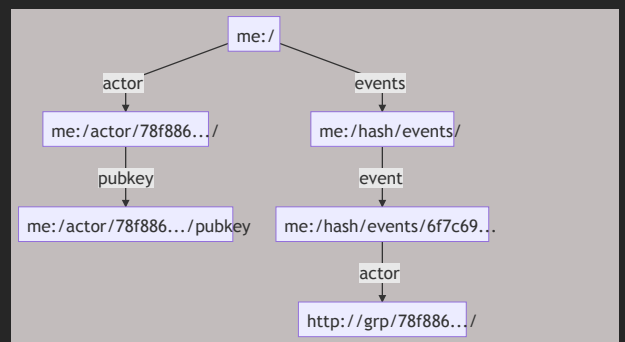 me:/
actor
events
me:/actor/78f886.../
me:/hash/events/
pubkey
event
me:/actor/78f886.../pubkey
me:/hash/events/6f7c69...
actor
http://grp/78f886.../